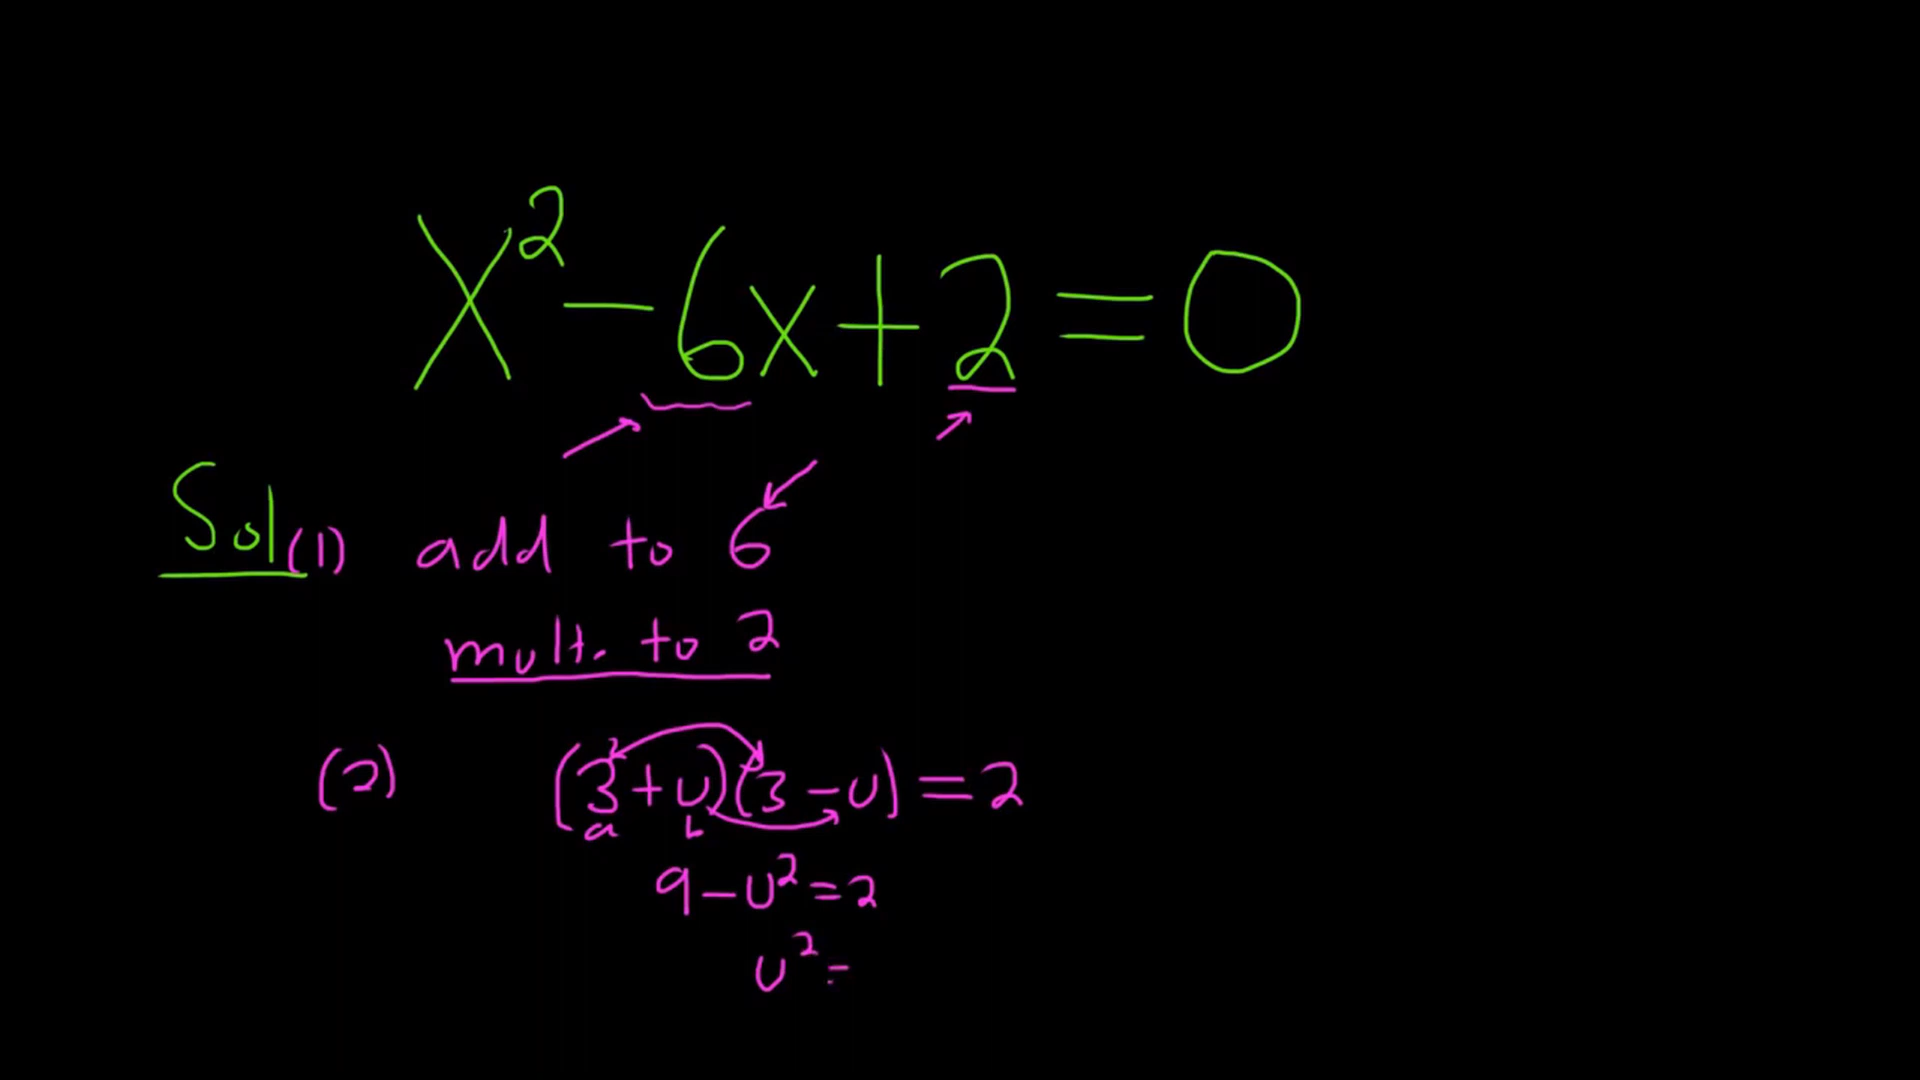 X² - 6x + 2 = 0
Sol (1) add to 6
mult. to 2
(2) (3 + u)(3 - u) = 2
a b
9 - u² = 2
u² =